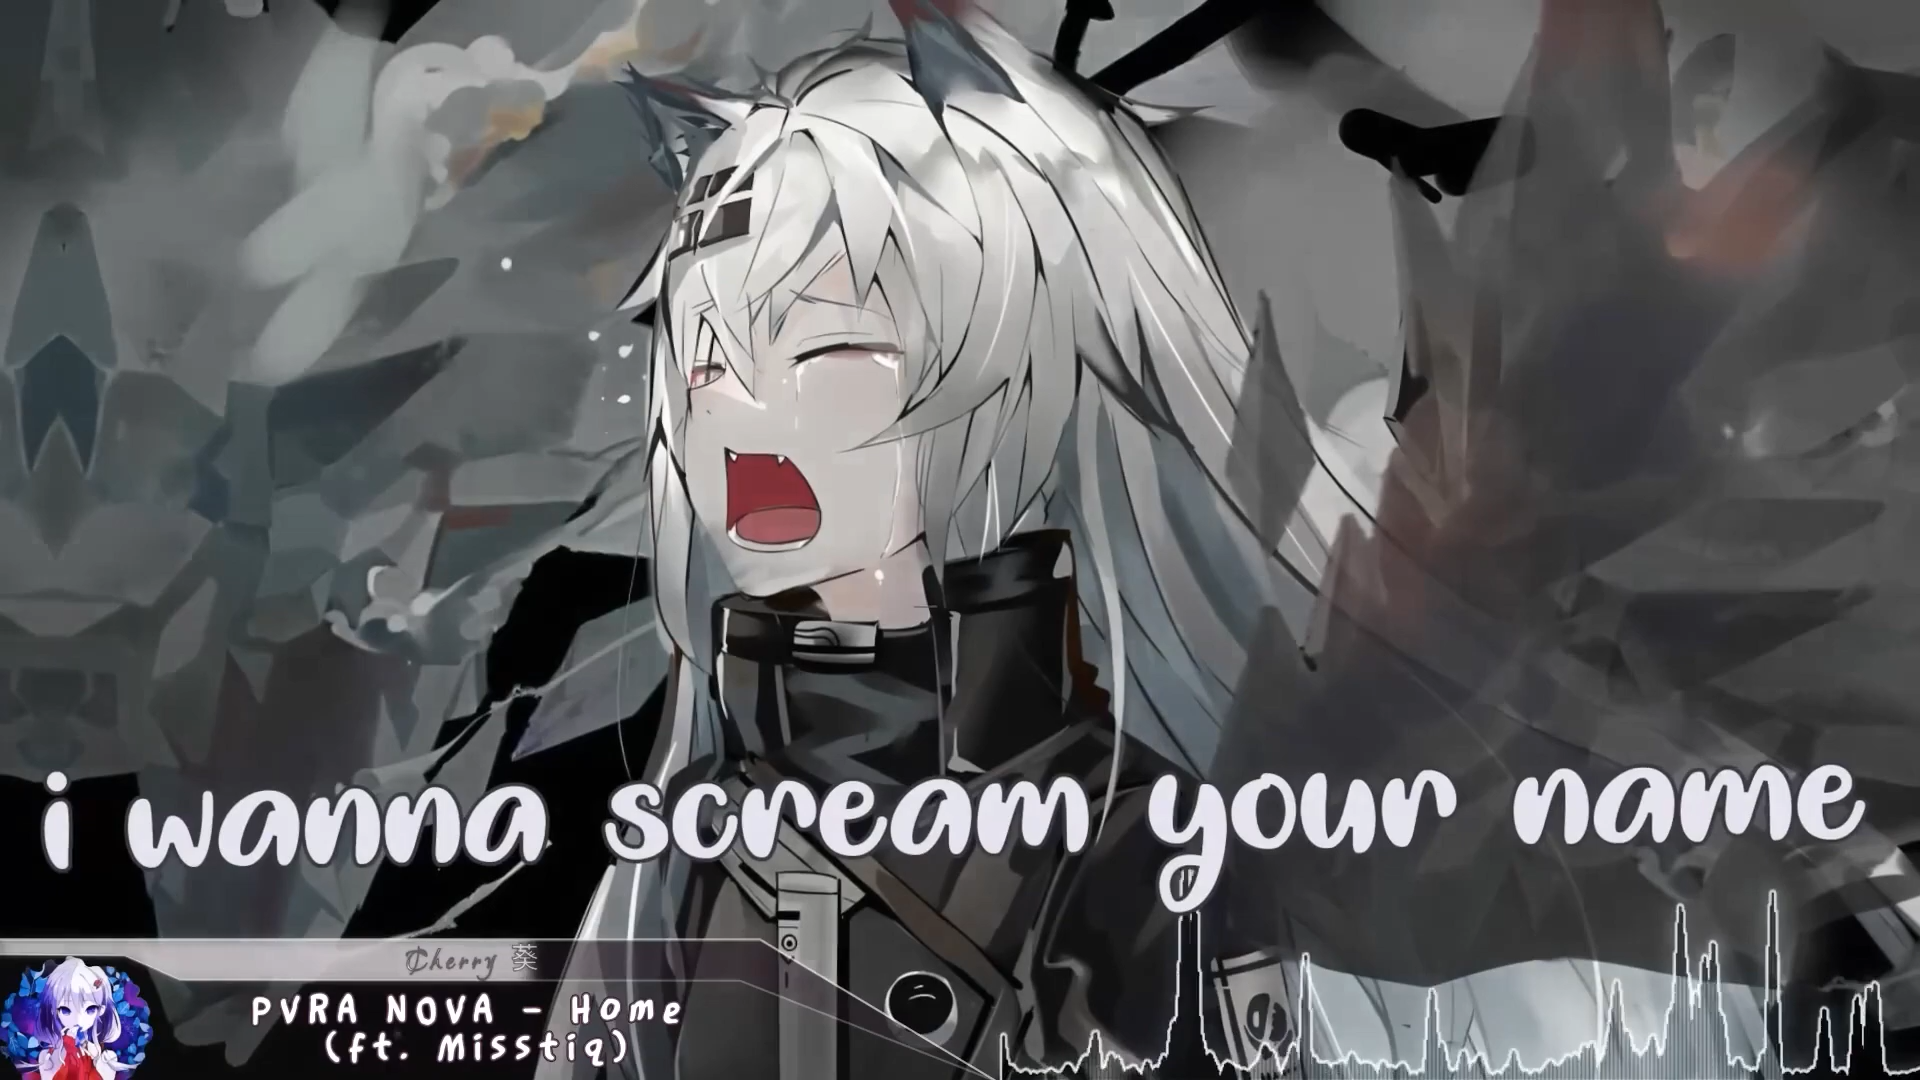 i wanna scream your name
Cherry 葵
PVRA NOVA - Home
(ft. Misstiq)